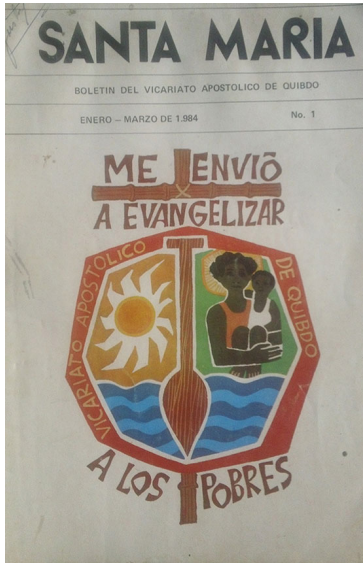 SANTA MARIA
BOLETIN DEL VICARIATO APOSTOLICO DE QUIBDO
ENERO – MARZO DE 1.984 No. 1
ME ENVIŌ
A EVANGELIZAR
VICARIATO APOSTOLICO DE QUIBDO
A LOS POBRES